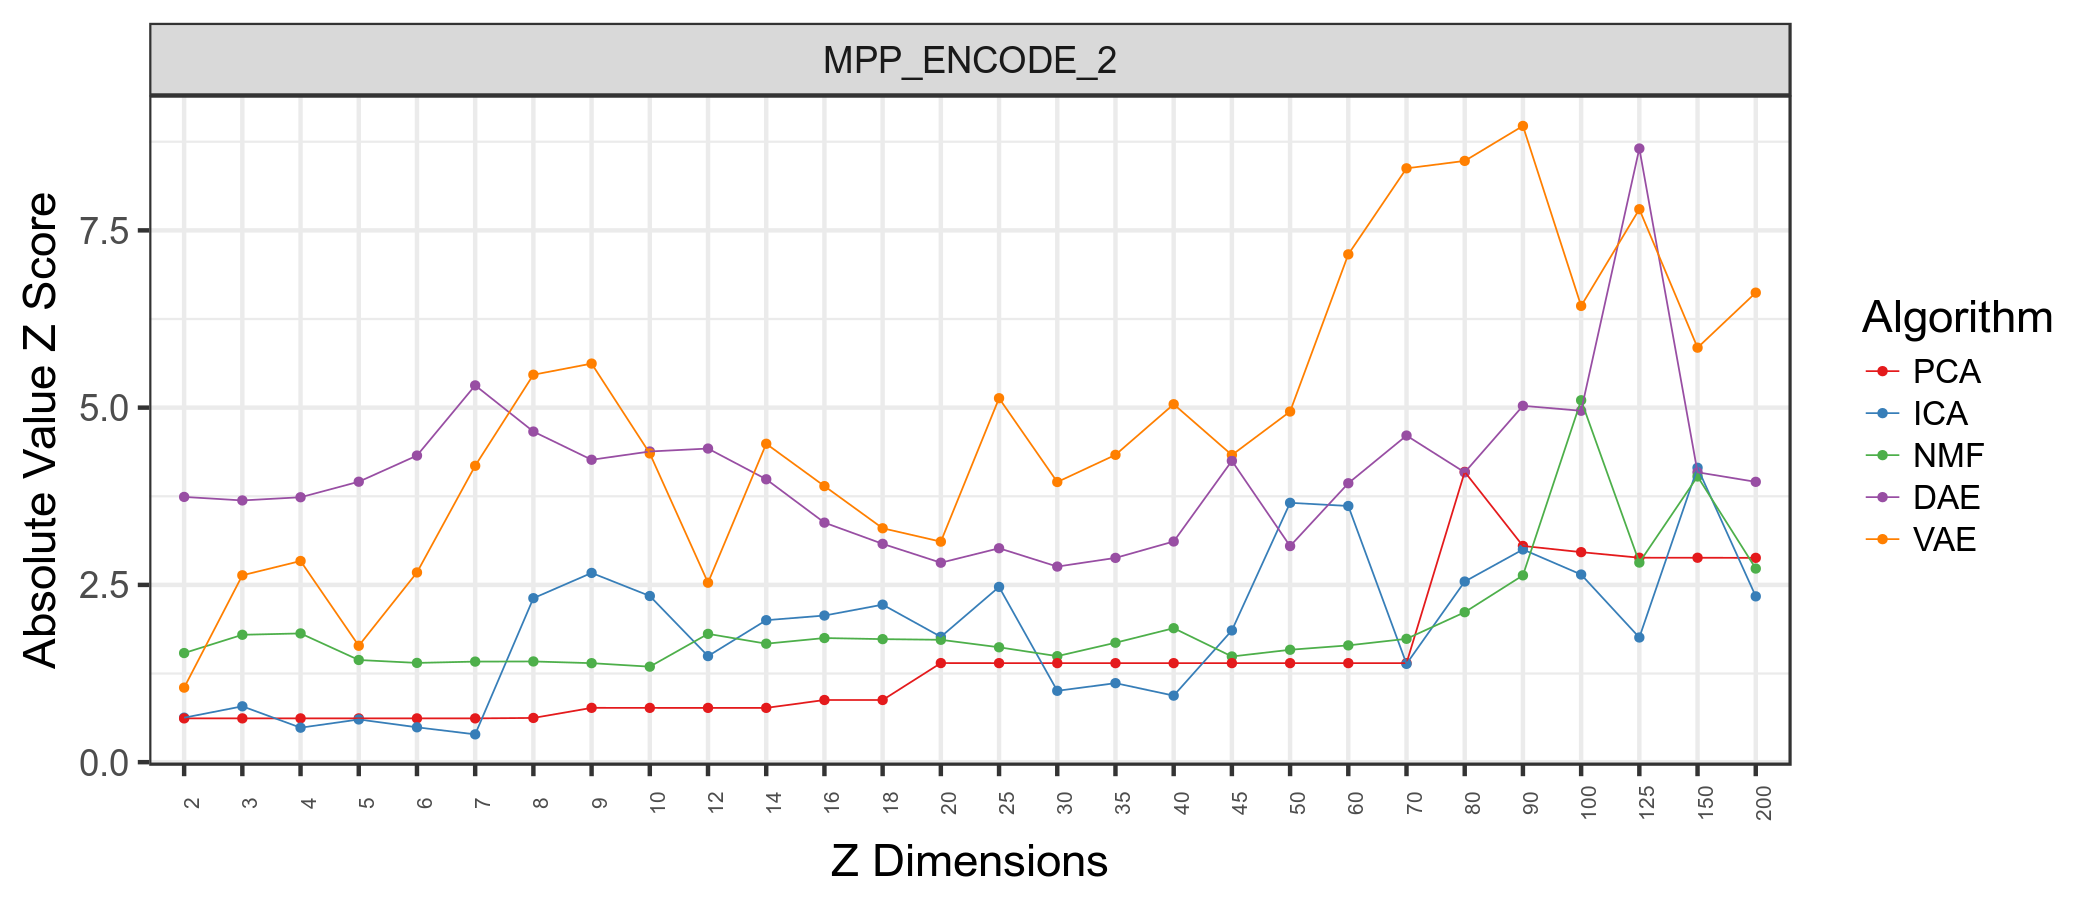 MPP_ENCODE_2
Absolute Value Z Score
7.5
5.0
2.5
0.0
2 3 4 5 6 7 8 9 10 12 14 16 18 20 25 30 35 40 45 50 60 70 80 90 100 125 150 200
Z Dimensions
Algorithm
PCA
ICA
NMF
DAE
VAE